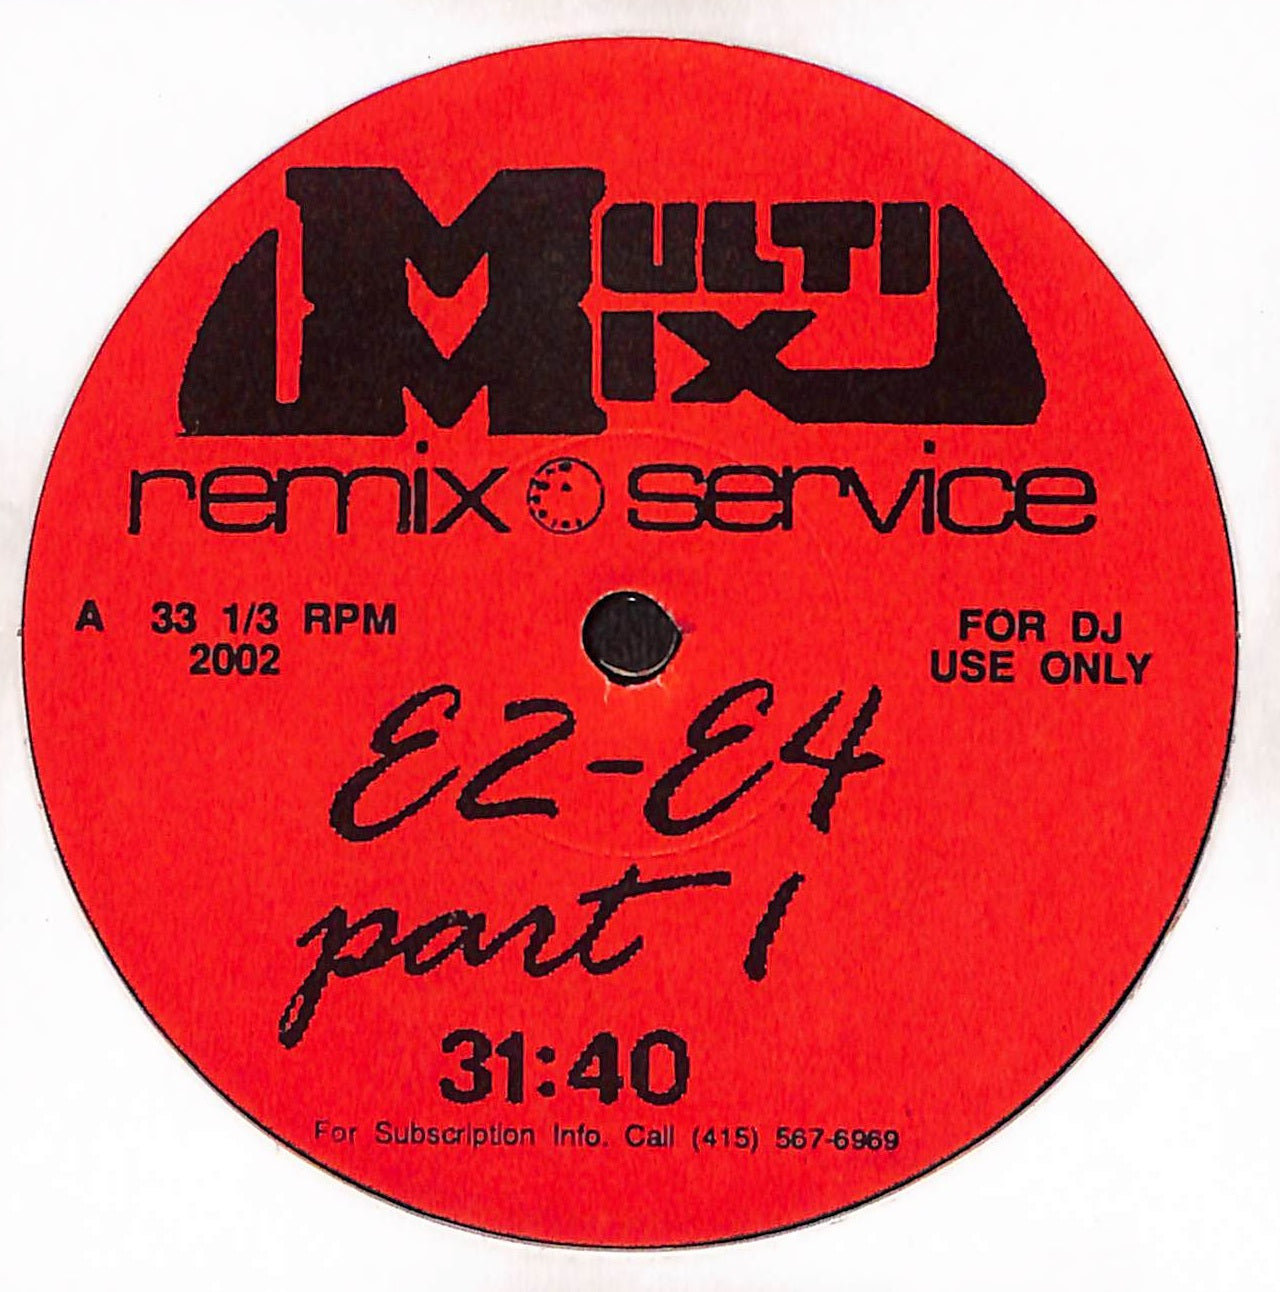 MULTI
MIX
remix service
A 33 1/3 RPM
2002
FOR DJ
USE ONLY
E2-E4
part 1
31:40
For Subscription Info. Call (415) 567-6969